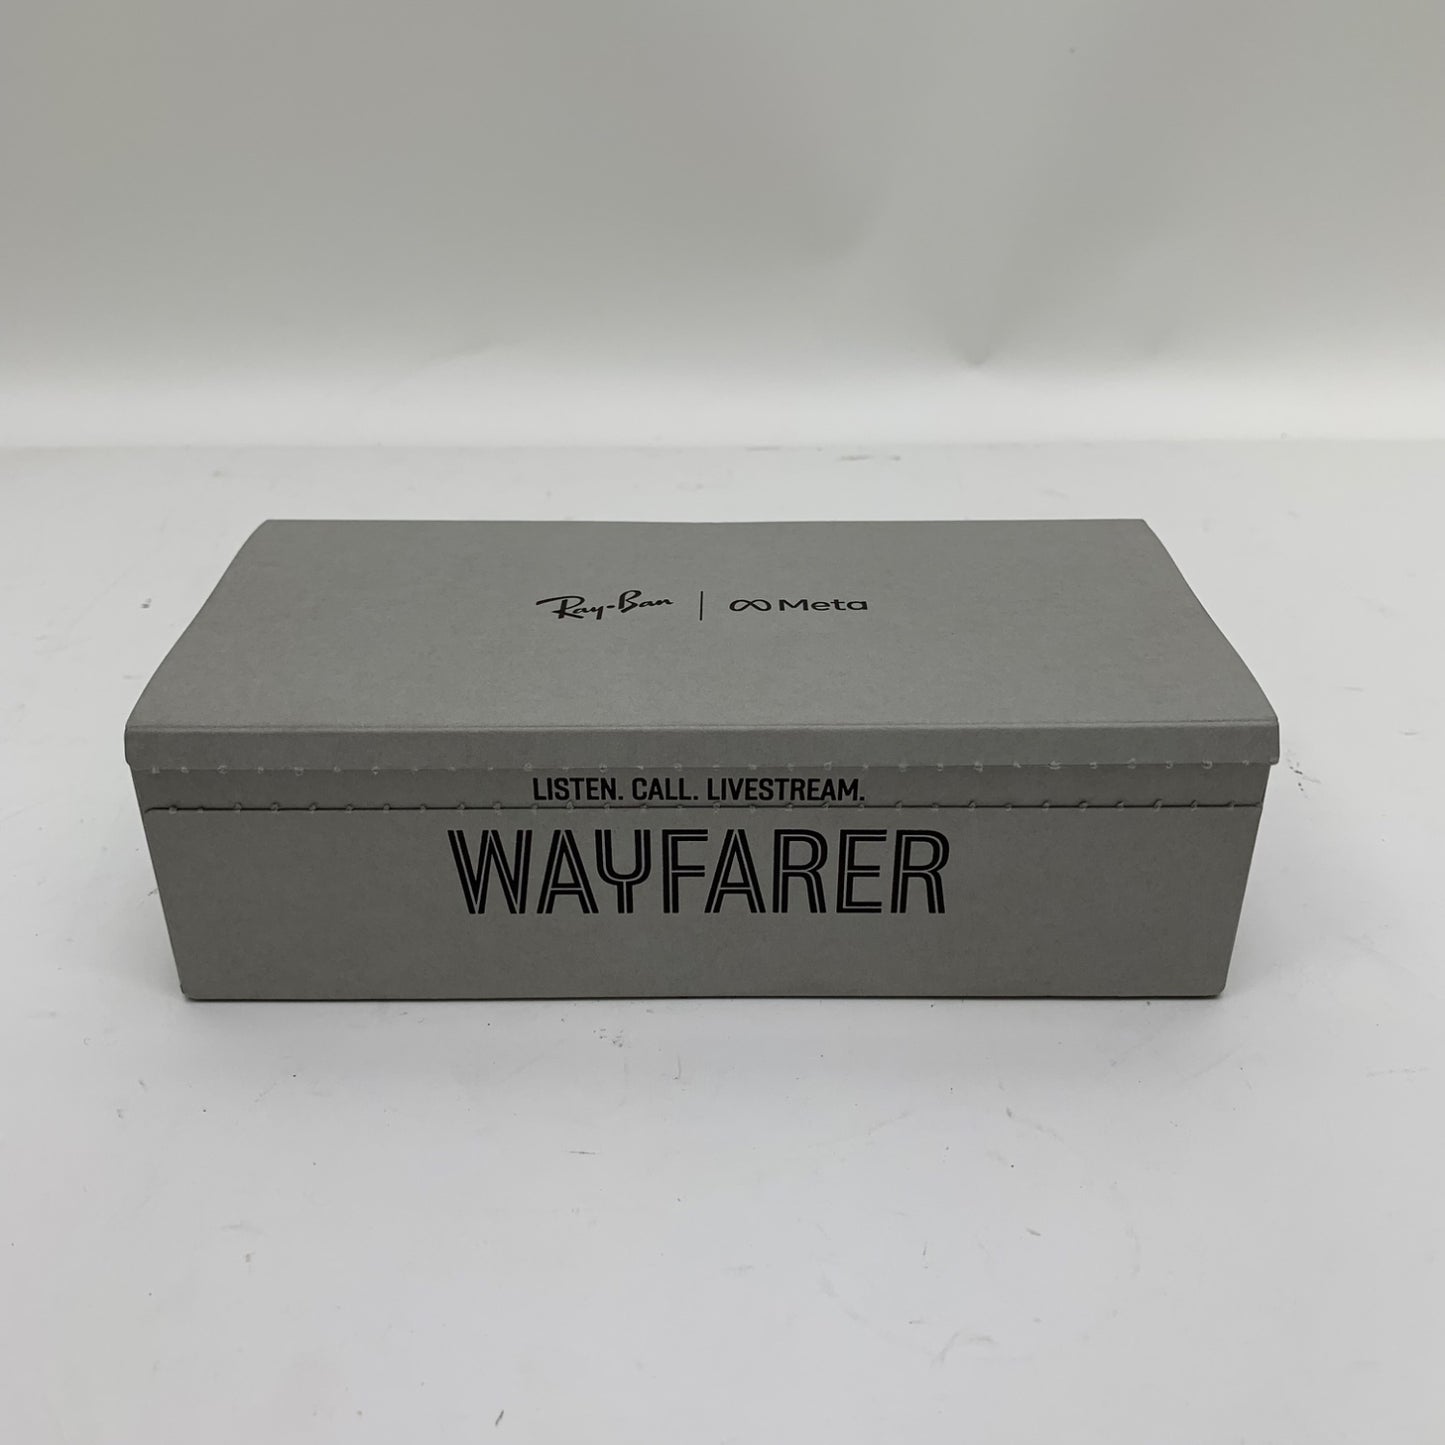 Ray-Ban | Meta
LISTEN. CALL. LIVESTREAM.
WAYFARER